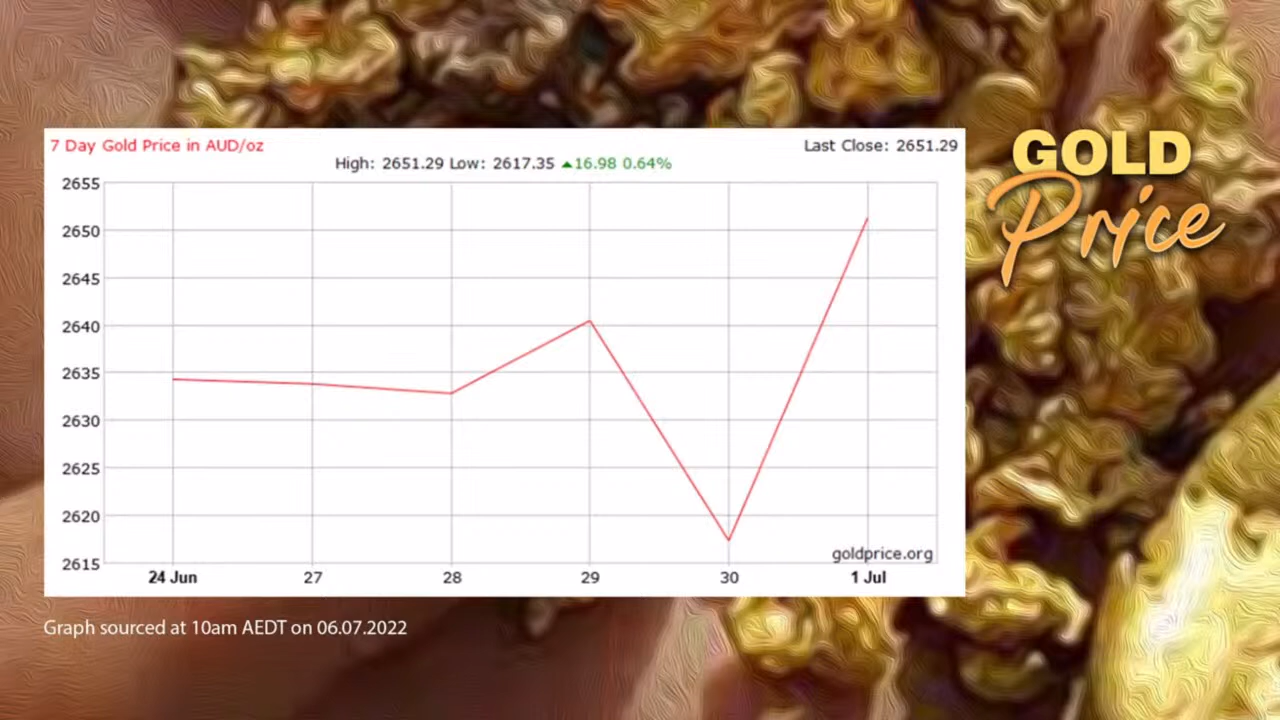 7 Day Gold Price in AUD/oz
Last Close: 2651.29
High: 2651.29 Low: 2617.35 ▲16.98 0.64%
GOLD
Price
2655
2650
2645
2640
2635
2630
2625
2620
2615
goldprice.org
24 Jun 27 28 29 30 1 Jul
Graph sourced at 10am AEDT on 06.07.2022